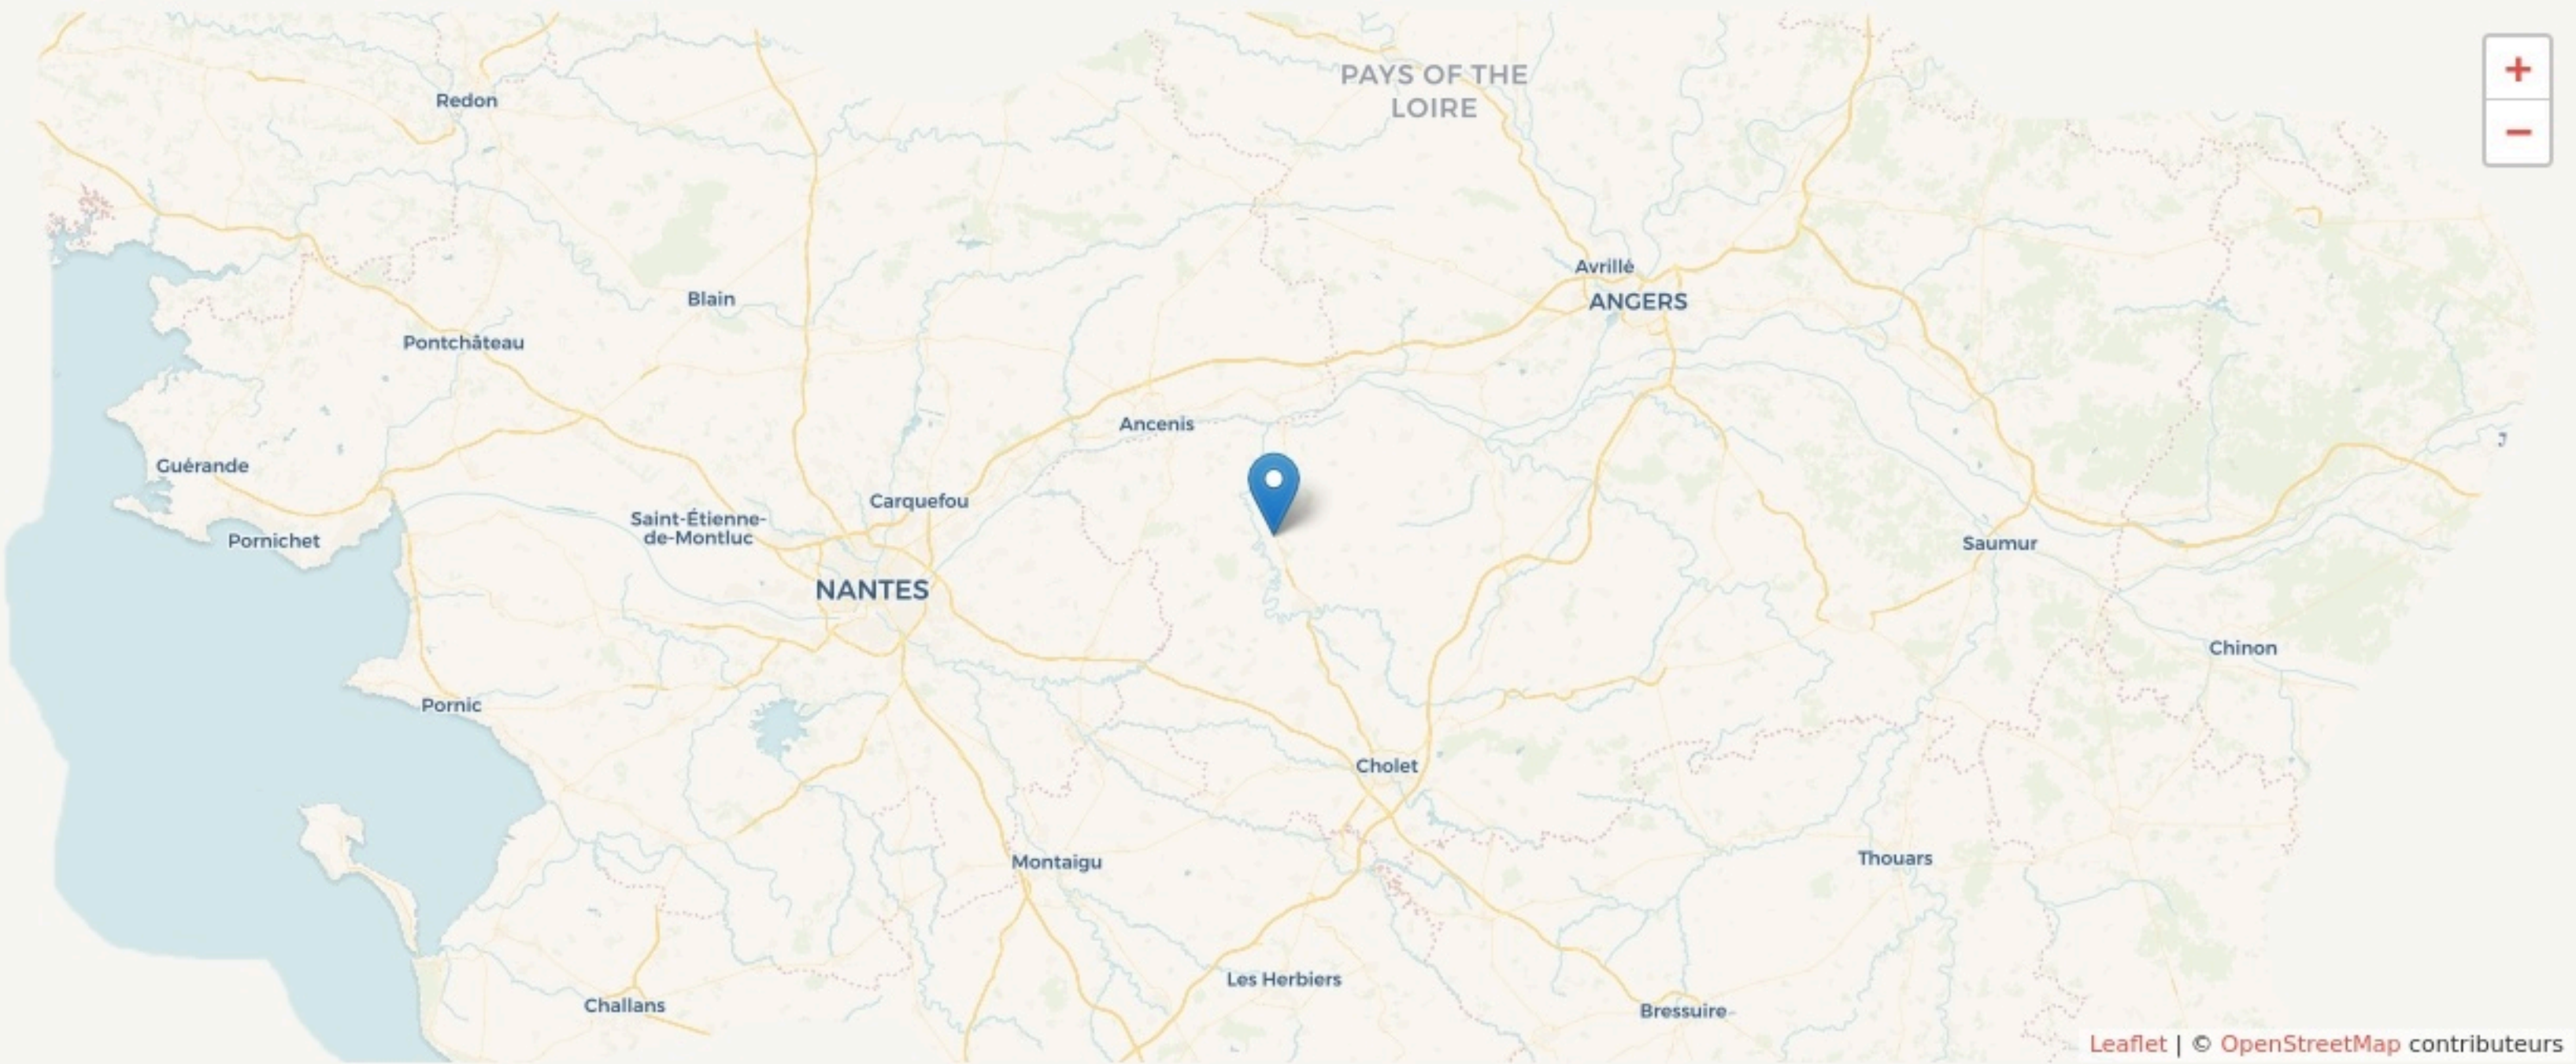 PAYS OF THE
LOIRE
+
−
Redon
Avrillé
ANGERS
Blain
Pontchâteau
Ancenis
Guérande
Carquefou
Saint-Étienne-
de-Montluc
Pornichet
Saumur
NANTES
Chinon
Pornic
Cholet
Montaigu
Thouars
Les Herbiers
Challans
Bressuire
Leaflet | © OpenStreetMap contributeurs